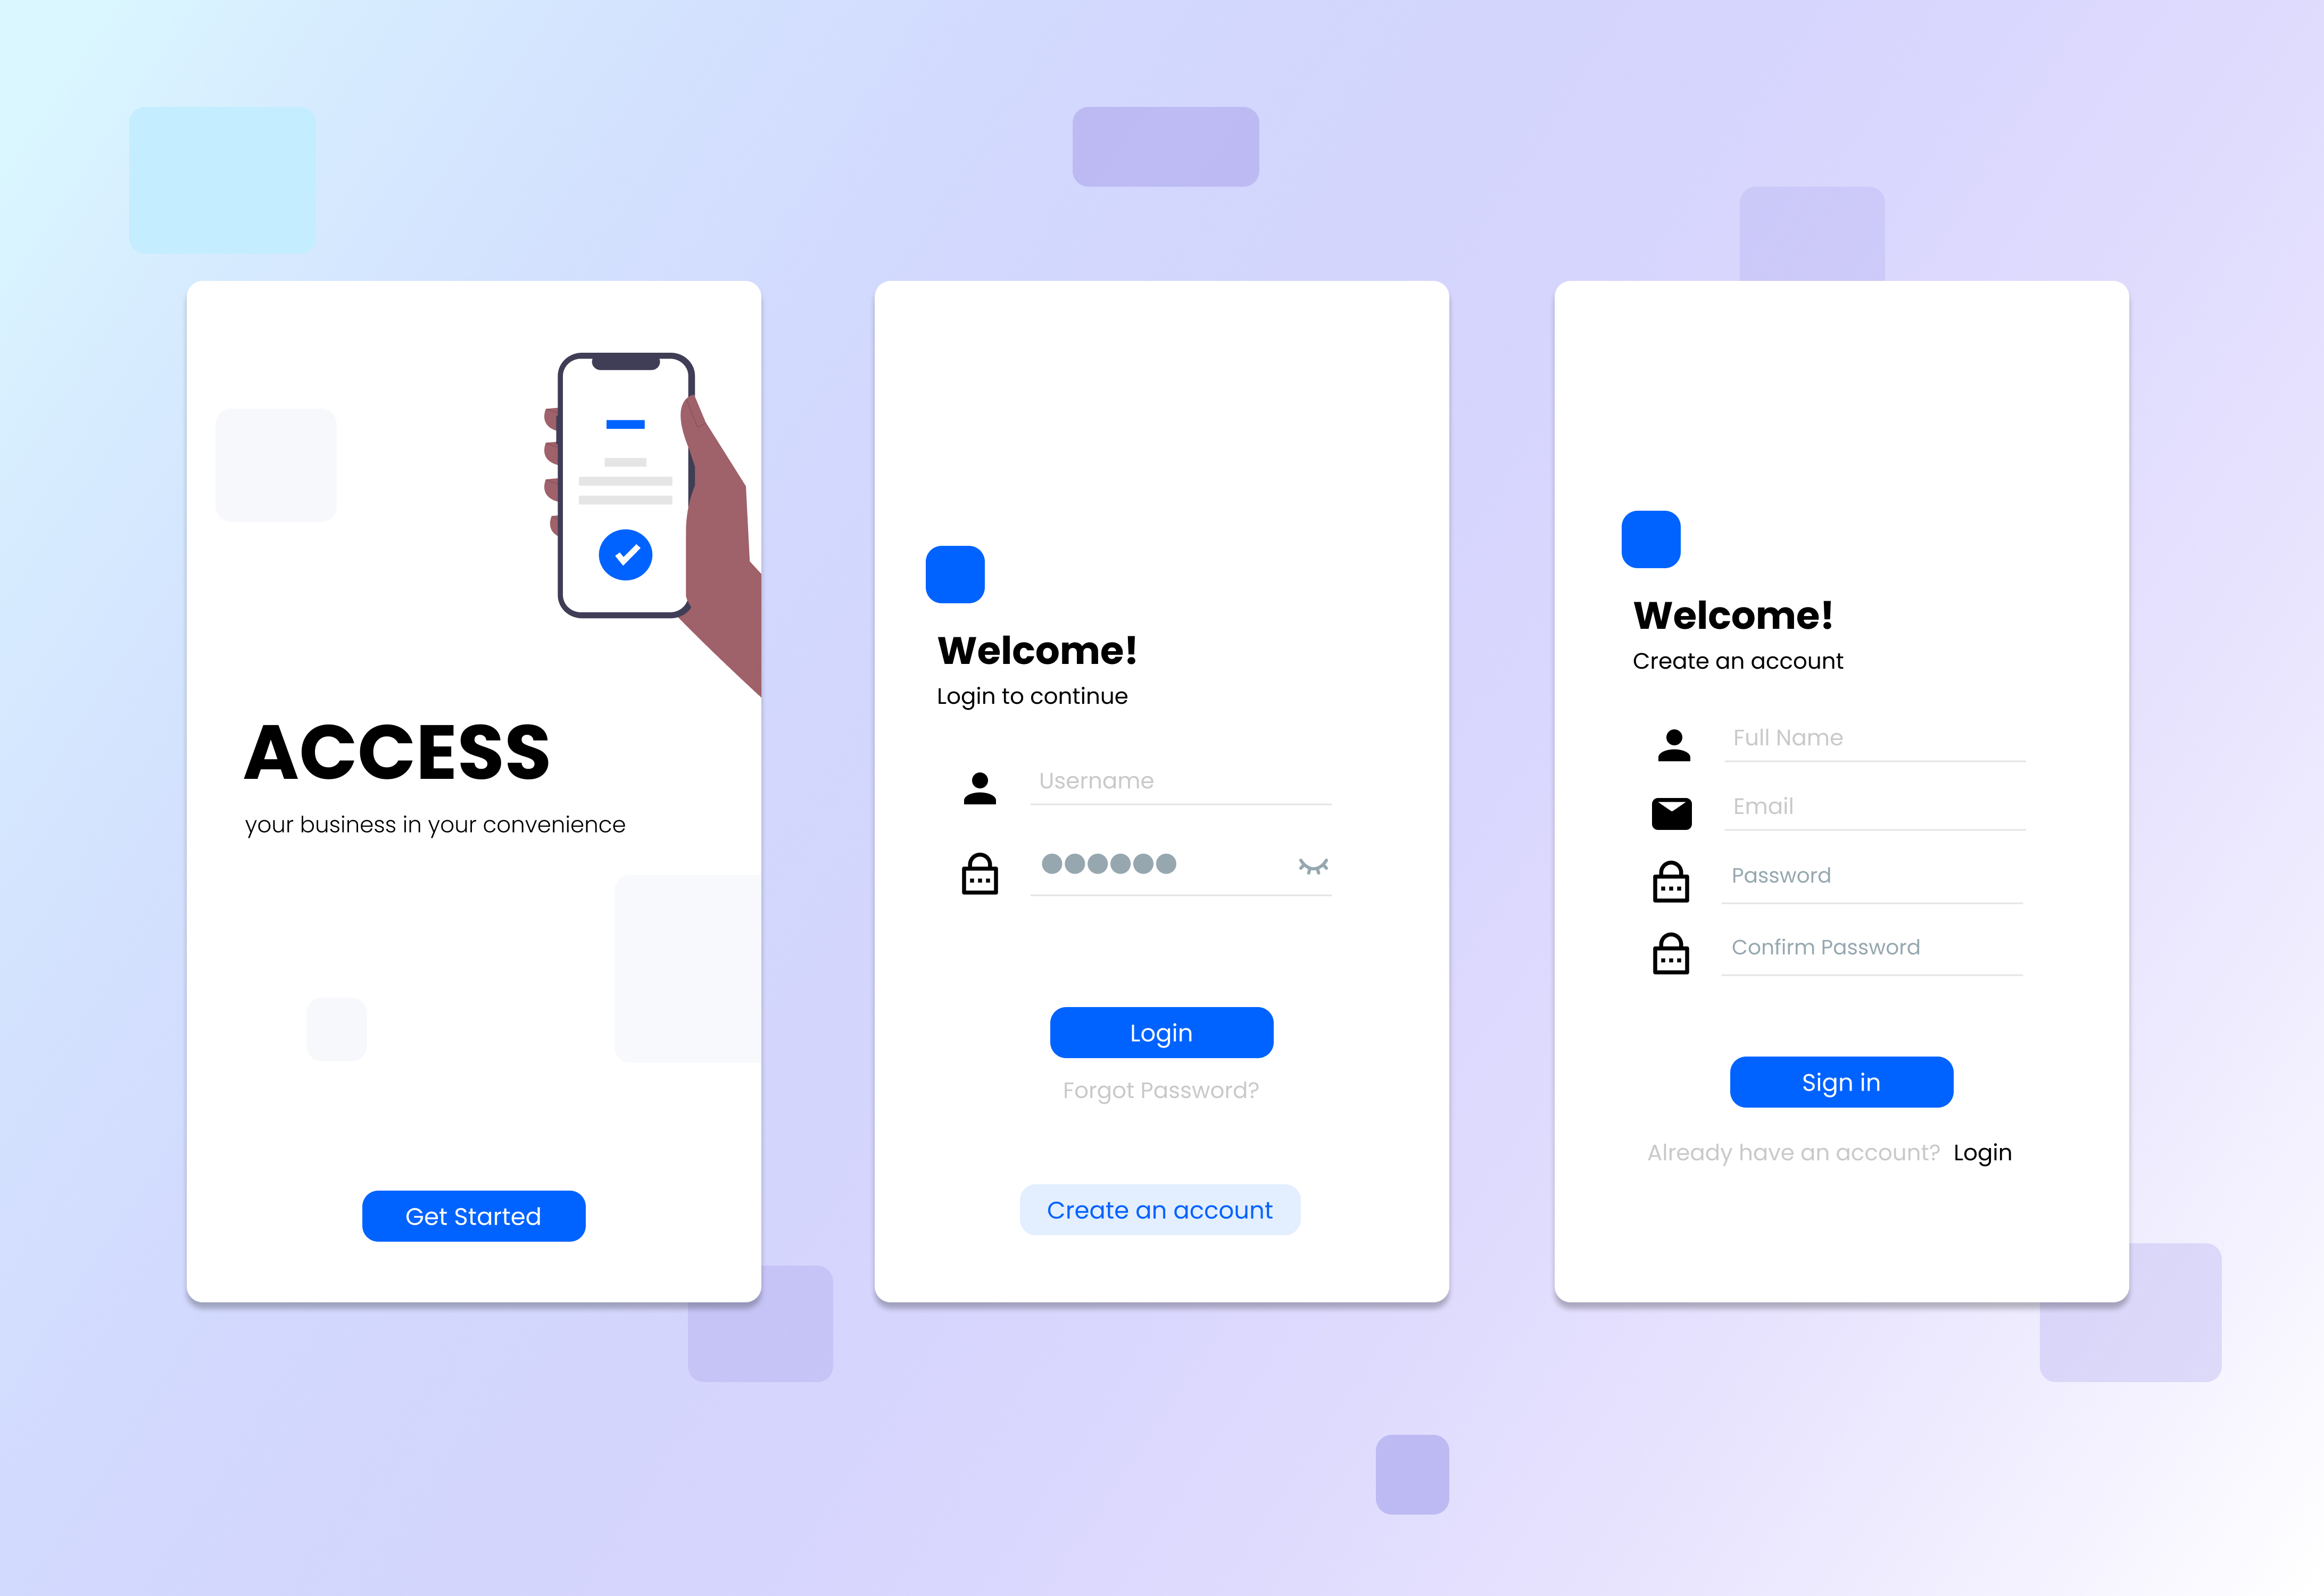 ACCESS
your business in your convenience
Get Started
Welcome!
Login to continue
Username
Login
Forgot Password?
Create an account
Welcome!
Create an account
Full Name
Email
Password
Confirm Password
Sign in
Already have an account? Login